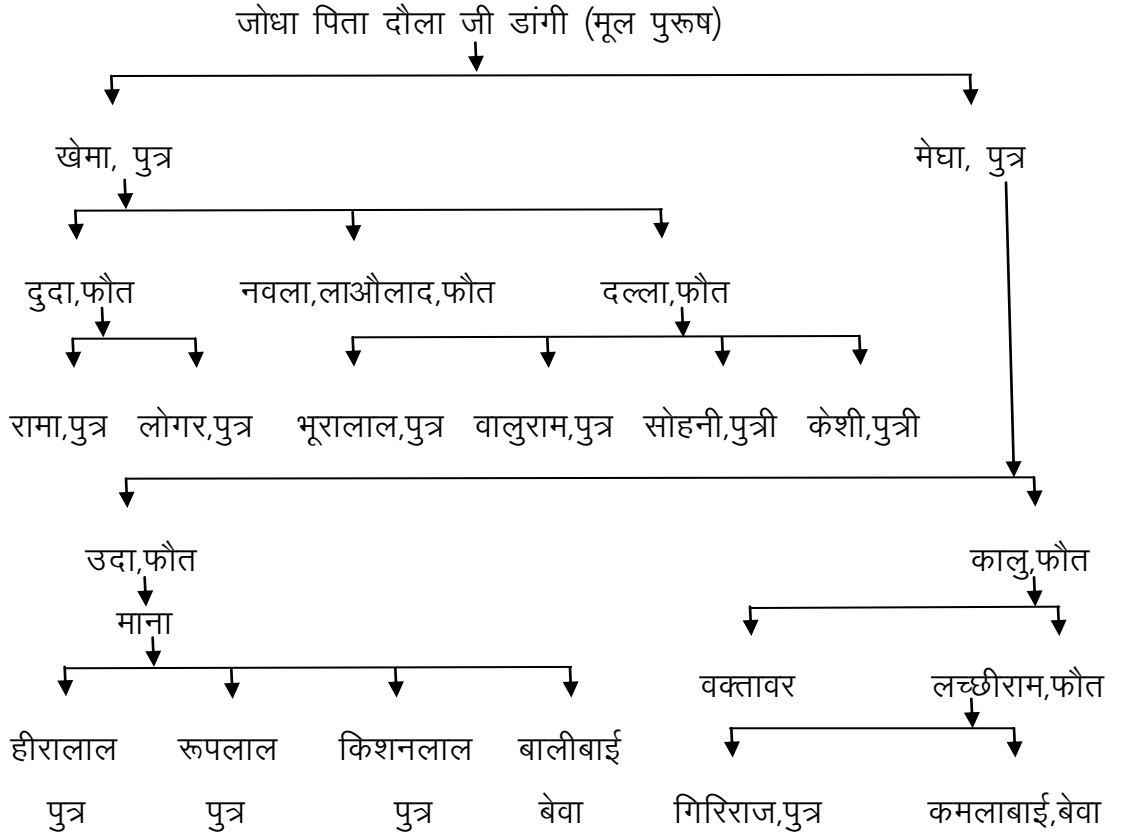 जोधा पिता दौला जी डांगी (मूल पुरूष)
खेमा, पुत्र मेघा, पुत्र
दुदा,फौत नवला,लाऔलाद,फौत दल्ला,फौत
रामा,पुत्र लोगर,पुत्र भूरालाल,पुत्र वालुराम,पुत्र सोहनी,पुत्री केशी,पुत्री
उदा,फौत कालु,फौत
माना
वक्तावर लच्छीराम,फौत
हीरालाल रूपलाल किशनलाल बालीबाई
पुत्र पुत्र पुत्र बेवा गिरिराज,पुत्र कमलाबाई,बेवा